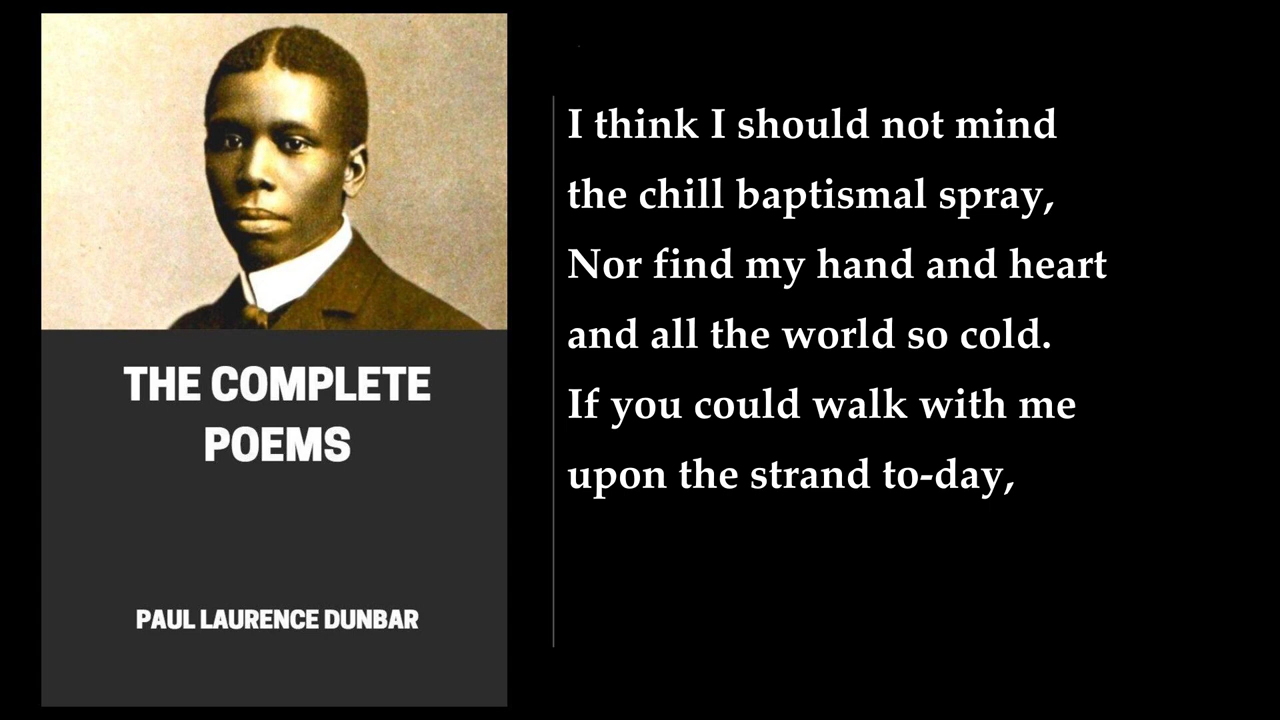 THE COMPLETE
POEMS
PAUL LAURENCE DUNBAR
I think I should not mind
the chill baptismal spray,
Nor find my hand and heart
and all the world so cold.
If you could walk with me
upon the strand to-day,